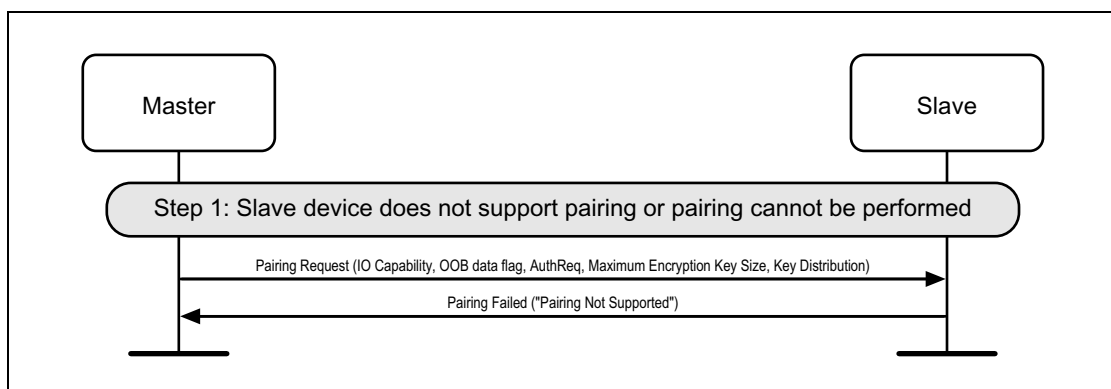 Master
Slave
Step 1: Slave device does not support pairing or pairing cannot be performed
Pairing Request (IO Capability, OOB data flag, AuthReq, Maximum Encryption Key Size, Key Distribution)
Pairing Failed ("Pairing Not Supported")